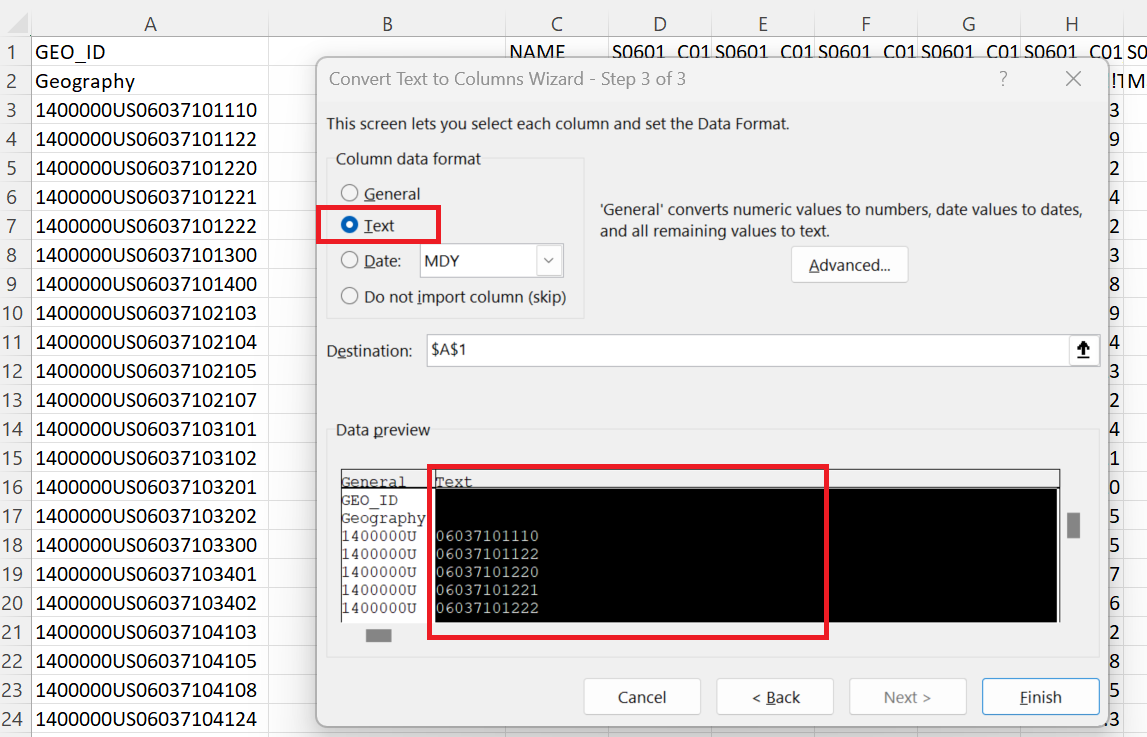 A B C D E F G H
1 GEO_ID NAME S0601_C01 S0601_C01 S0601_C01 S0601_C01 S0601_C01 S0
2 Geography !T M
Convert Text to Columns Wizard - Step 3 of 3 ? ×
This screen lets you select each column and set the Data Format.
Column data format
General
Text
Date: MDY
Do not import column (skip)
'General' converts numeric values to numbers, date values to dates,
and all remaining values to text.
Advanced...
Destination: $A$1
Data preview
General Text
GEO_ID
Geography
1400000U 06037101110
1400000U 06037101122
1400000U 06037101220
1400000U 06037101221
1400000U 06037101222
Cancel < Back Next > Finish
3 1400000US06037101110 3
4 1400000US06037101122 9
5 1400000US06037101220 2
6 1400000US06037101221 4
7 1400000US06037101222 2
8 1400000US06037101300 3
9 1400000US06037101400 8
10 1400000US06037102103 9
11 1400000US06037102104 4
12 1400000US06037102105 3
13 1400000US06037102107 2
14 1400000US06037103101 4
15 1400000US06037103102 1
16 1400000US06037103201 0
17 1400000US06037103202 5
18 1400000US06037103300 5
19 1400000US06037103401 7
20 1400000US06037103402 6
21 1400000US06037104103 2
22 1400000US06037104105 8
23 1400000US06037104108 5
24 1400000US06037104124 .3